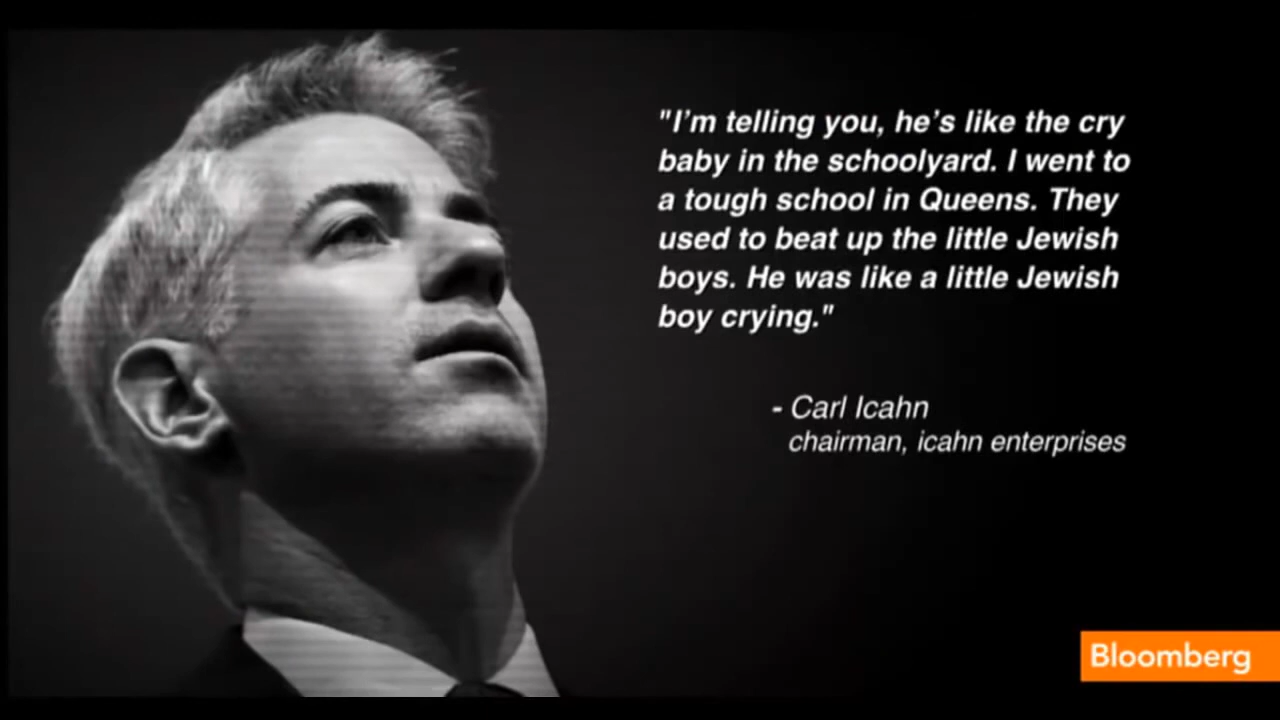 "I'm telling you, he's like the cry
baby in the schoolyard. I went to
a tough school in Queens. They
used to beat up the little Jewish
boys. He was like a little Jewish
boy crying."
- Carl Icahn
chairman, icahn enterprises
Bloomberg